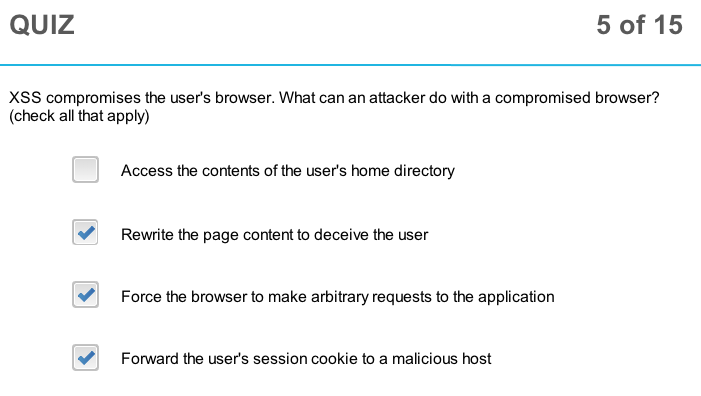 QUIZ 5 of 15
XSS compromises the user's browser. What can an attacker do with a compromised browser?
(check all that apply)
Access the contents of the user's home directory
Rewrite the page content to deceive the user
Force the browser to make arbitrary requests to the application
Forward the user's session cookie to a malicious host